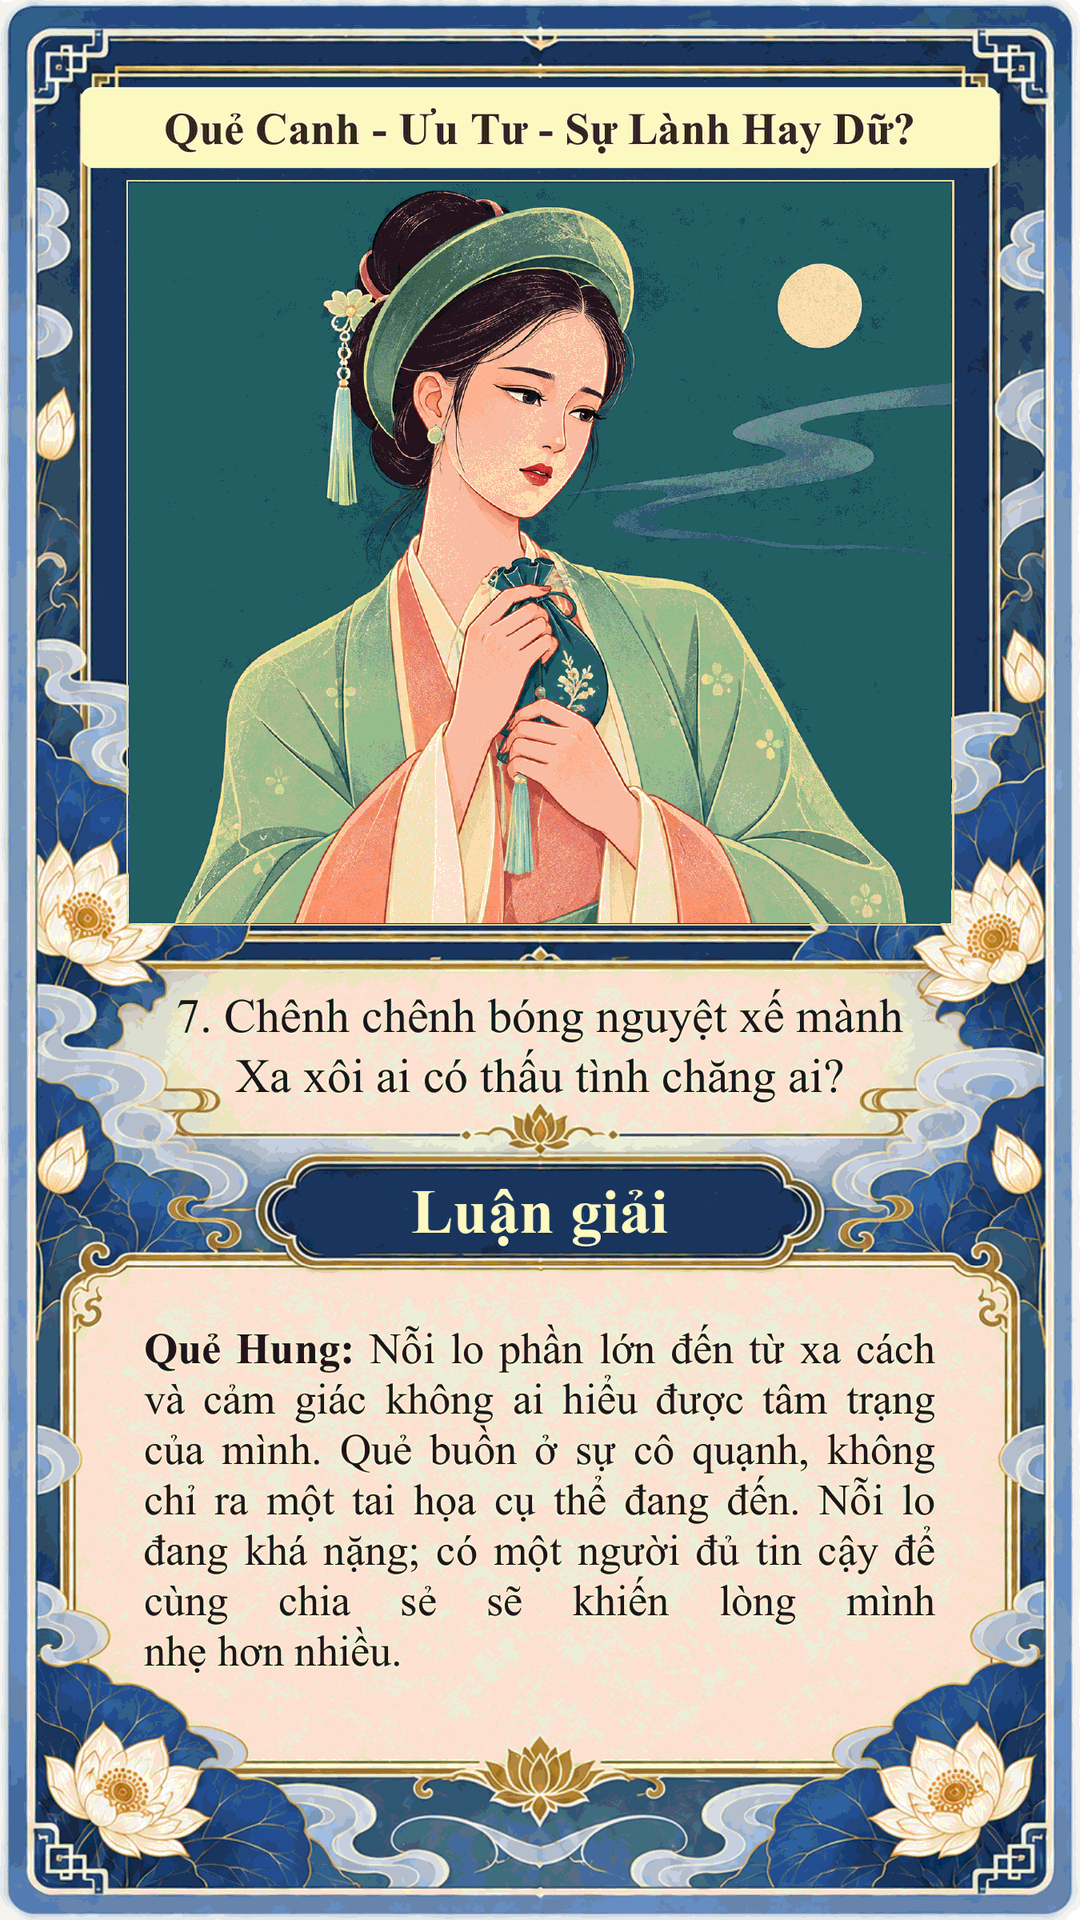 Quẻ Canh - Ưu Tư - Sự Lành Hay Dữ?
7. Chênh chênh bóng nguyệt xế mành
Xa xôi ai có thấu tình chăng ai?
Luận giải
Quẻ Hung: Nỗi lo phần lớn đến từ xa cách
và cảm giác không ai hiểu được tâm trạng
của mình. Quẻ buồn ở sự cô quạnh, không
chỉ ra một tai họa cụ thể đang đến. Nỗi lo
đang khá nặng; có một người đủ tin cậy để
cùng chia sẻ sẽ khiến lòng mình
nhẹ hơn nhiều.